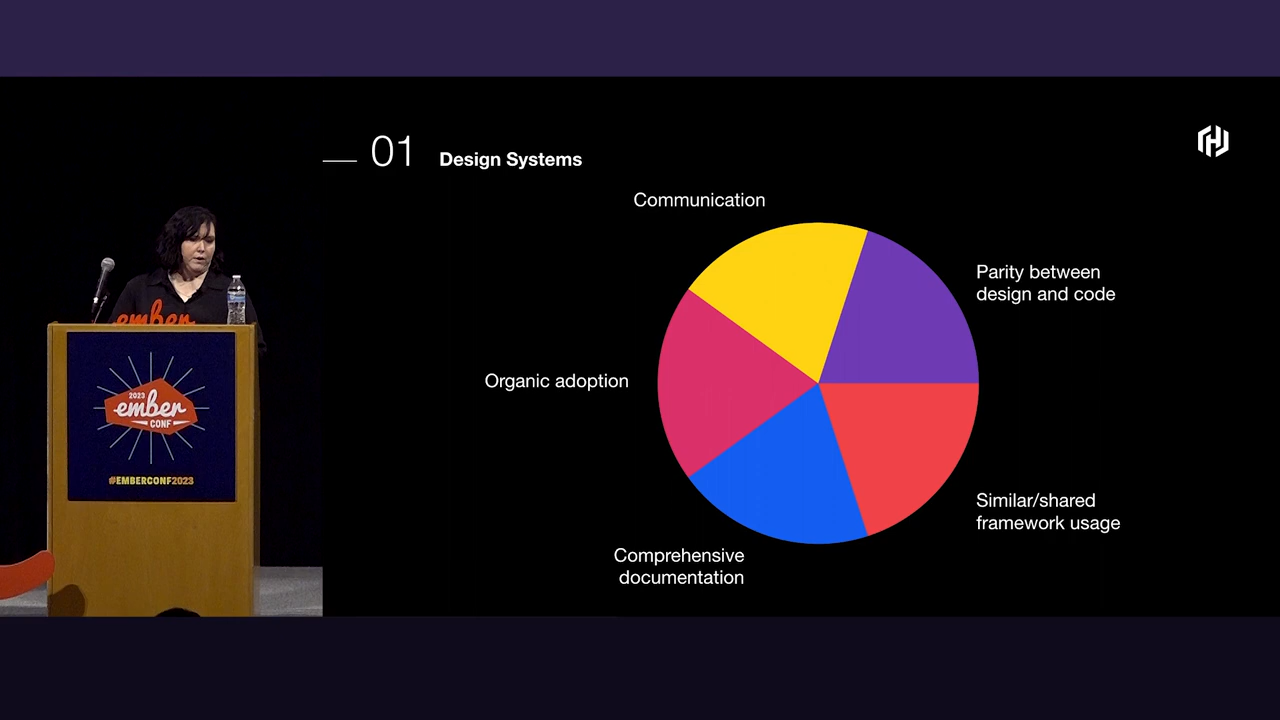 01 Design Systems
Communication
Parity between
design and code
Organic adoption
Similar/shared
framework usage
Comprehensive
documentation
ember
2023
ember
CONF
#EMBERCONF2023